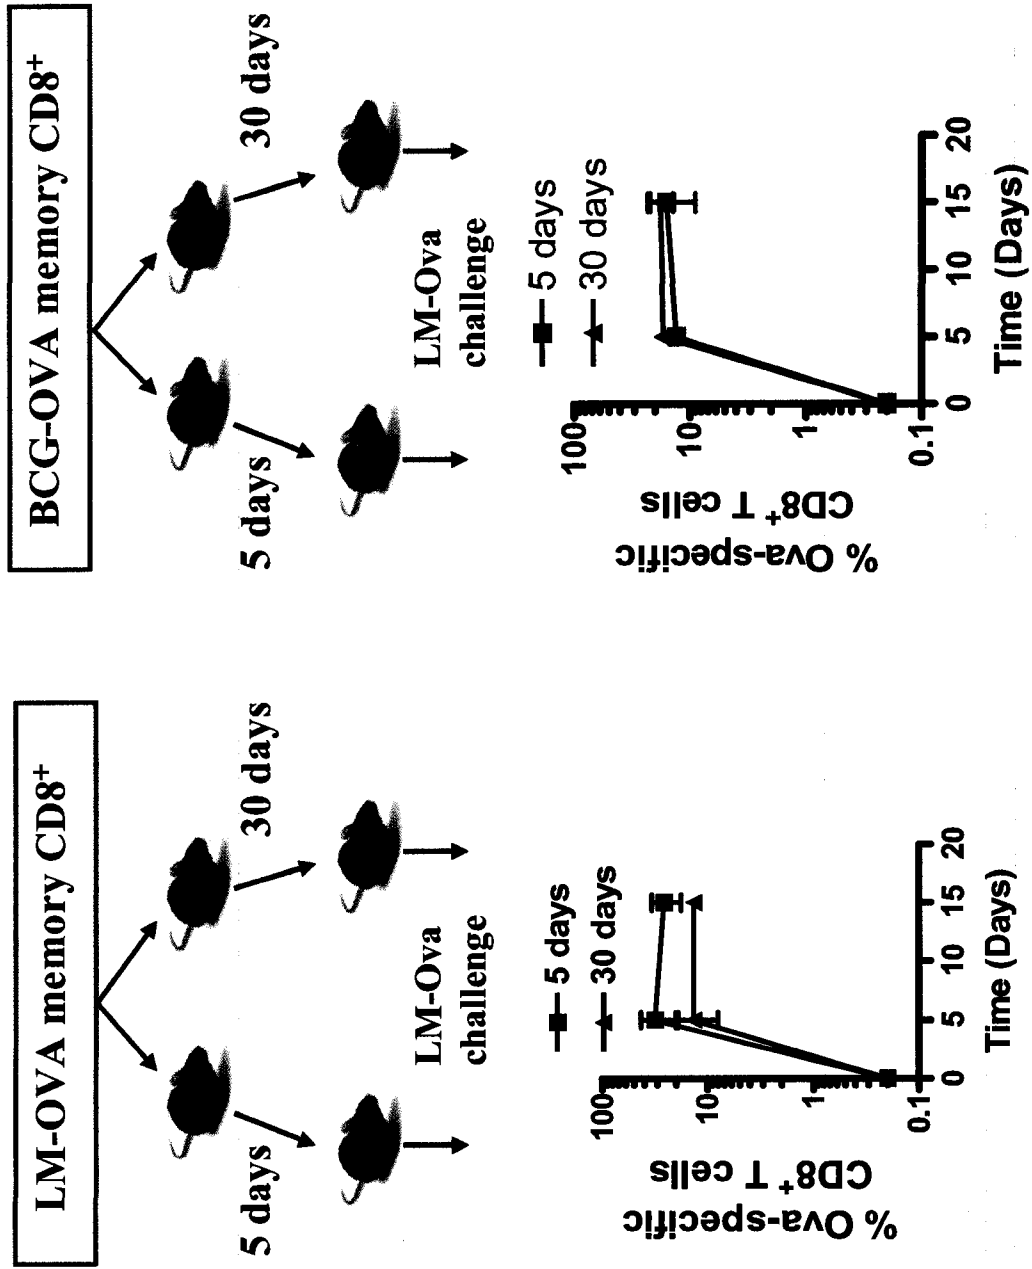 LM-OVA memory CD8⁺
5 days
30 days
LM-Ova
challenge
5 days
30 days
% Ova-specific
CD8⁺ T cells
100
10
1
0.1
0
5
10
15
20
Time (Days)
BCG-OVA memory CD8⁺
5 days
30 days
LM-Ova
challenge
5 days
30 days
% Ova-specific
CD8⁺ T cells
100
10
1
0.1
0
5
10
15
20
Time (Days)